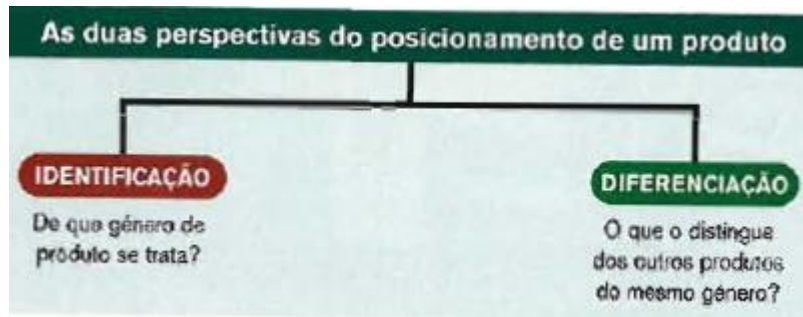 As duas perspectivas do posicionamento de um produto
IDENTIFICAÇÃO
De que género de
produto se trata?
DIFERENCIAÇÃO
O que o distingue
dos outros produtos
do mesmo género?